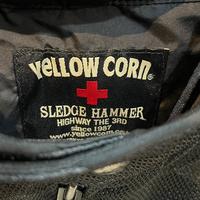 YeLLOW CORN®
SLEDGE HAMMER
HIGHWAY THE 3RD
since 1987